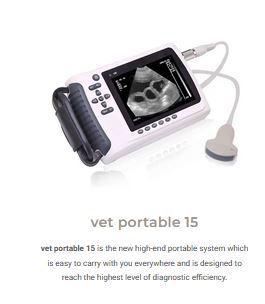 vet portable 15
vet portable 15 is the new high-end portable system which
is easy to carry with you everywhere and is designed to
reach the highest level of diagnostic efficiency.